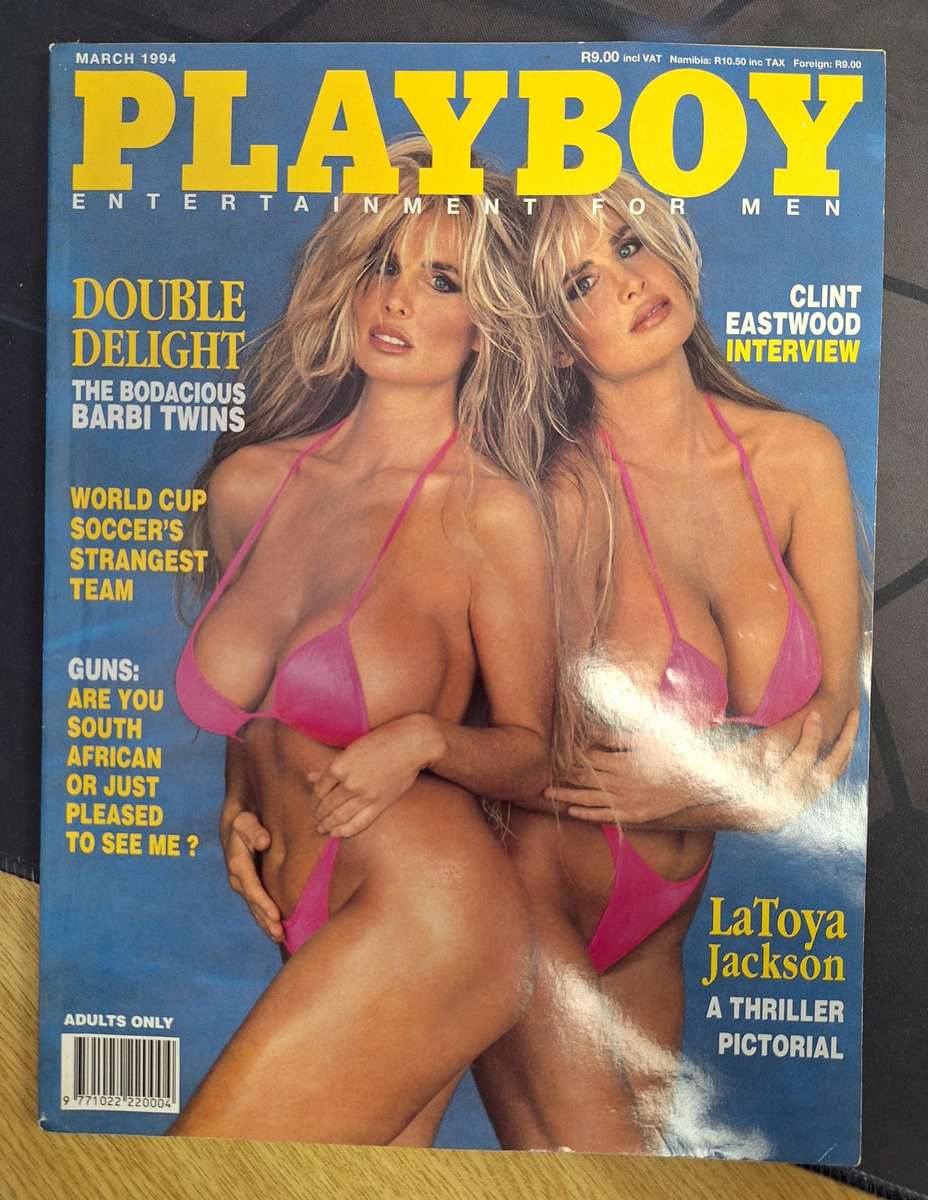 MARCH 1994
R9.00 incl VAT Namibia: R10.50 inc TAX Foreign: R9.00
PLAYBOY
ENTERTAINMENT FOR MEN
DOUBLE
DELIGHT
THE BODACIOUS
BARBI TWINS
CLINT
EASTWOOD
INTERVIEW
WORLD CUP
SOCCER'S
STRANGEST
TEAM
GUNS:
ARE YOU
SOUTH
AFRICAN
OR JUST
PLEASED
TO SEE ME ?
LaToya
Jackson
A THRILLER
PICTORIAL
ADULTS ONLY
9 771022 220004